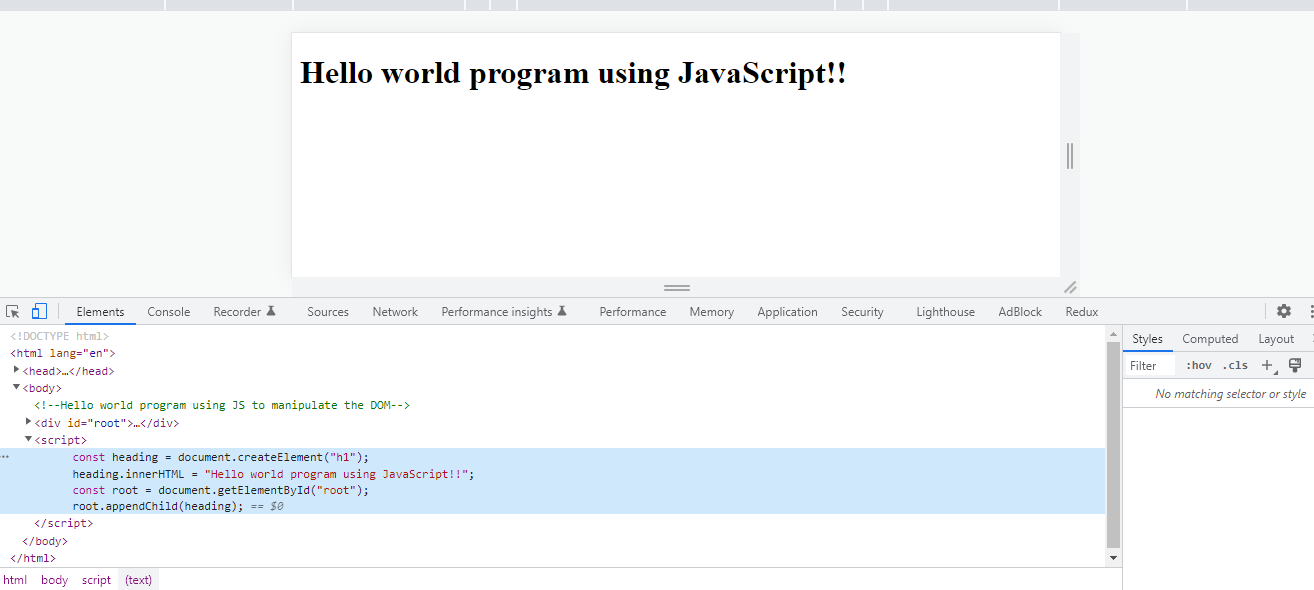 Hello world program using JavaScript!!
Elements Console Recorder Sources Network Performance insights Performance Memory Application Security Lighthouse AdBlock Redux
<!DOCTYPE html>
<html lang="en">
<head>…</head>
<body>
<!--Hello world program using JS to manipulate the DOM-->
<div id="root">…</div>
<script>
const heading = document.createElement("h1");
heading.innerHTML = "Hello world program using JavaScript!!";
const root = document.getElementById("root");
root.appendChild(heading); == $0
</script>
</body>
</html>
html body script (text)
Styles Computed Layout
Filter :hov .cls
No matching selector or style